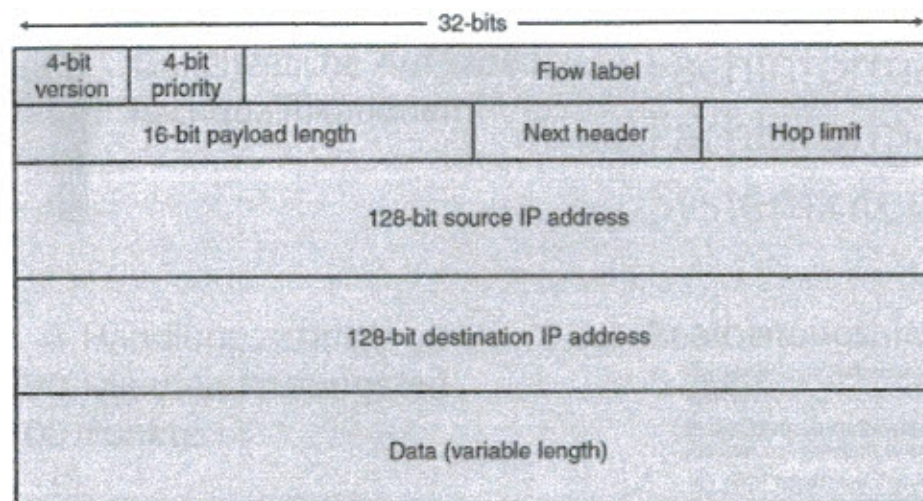 32-bits
4-bit
version
4-bit
priority
Flow label
16-bit payload length
Next header
Hop limit
128-bit source IP address
128-bit destination IP address
Data (variable length)